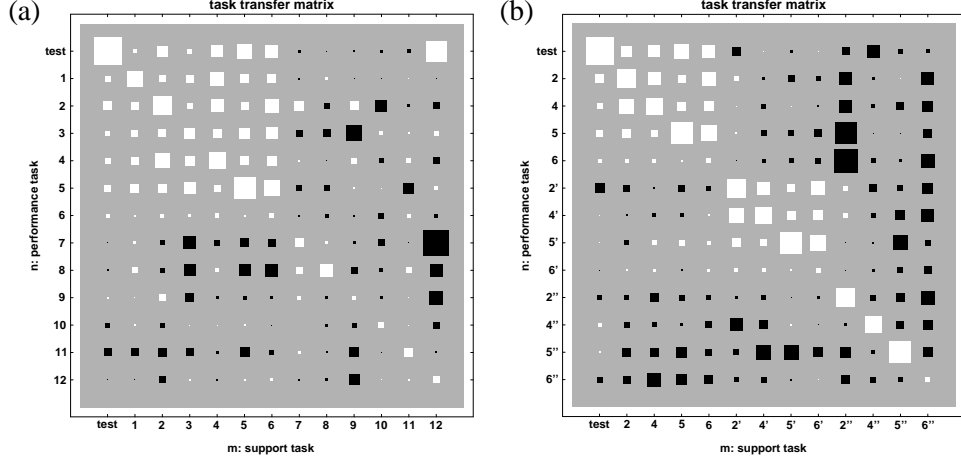 (a)
task transfer matrix
n: performance task
test
1
2
3
4
5
6
7
8
9
10
11
12
test 1 2 3 4 5 6 7 8 9 10 11 12
m: support task
(b)
task transfer matrix
n: performance task
test
2
4
5
6
2’
4’
5’
6’
2’’
4’’
5’’
6’’
test 2 4 5 6 2’ 4’ 5’ 6’ 2’’ 4’’ 5’’ 6’’
m: support task